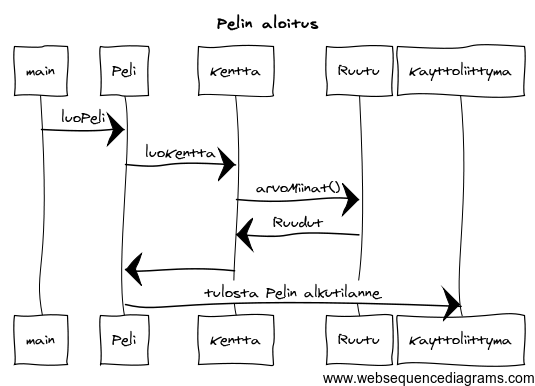 Pelin aloitus
main Peli Kentta Ruutu Kayttoliittyma
luoPeli
luoKentta
arvoMiinat()
Ruudut
tulosta Pelin alkutilanne
main Peli Kentta Ruutu Kayttoliittyma
www.websequencediagrams.com